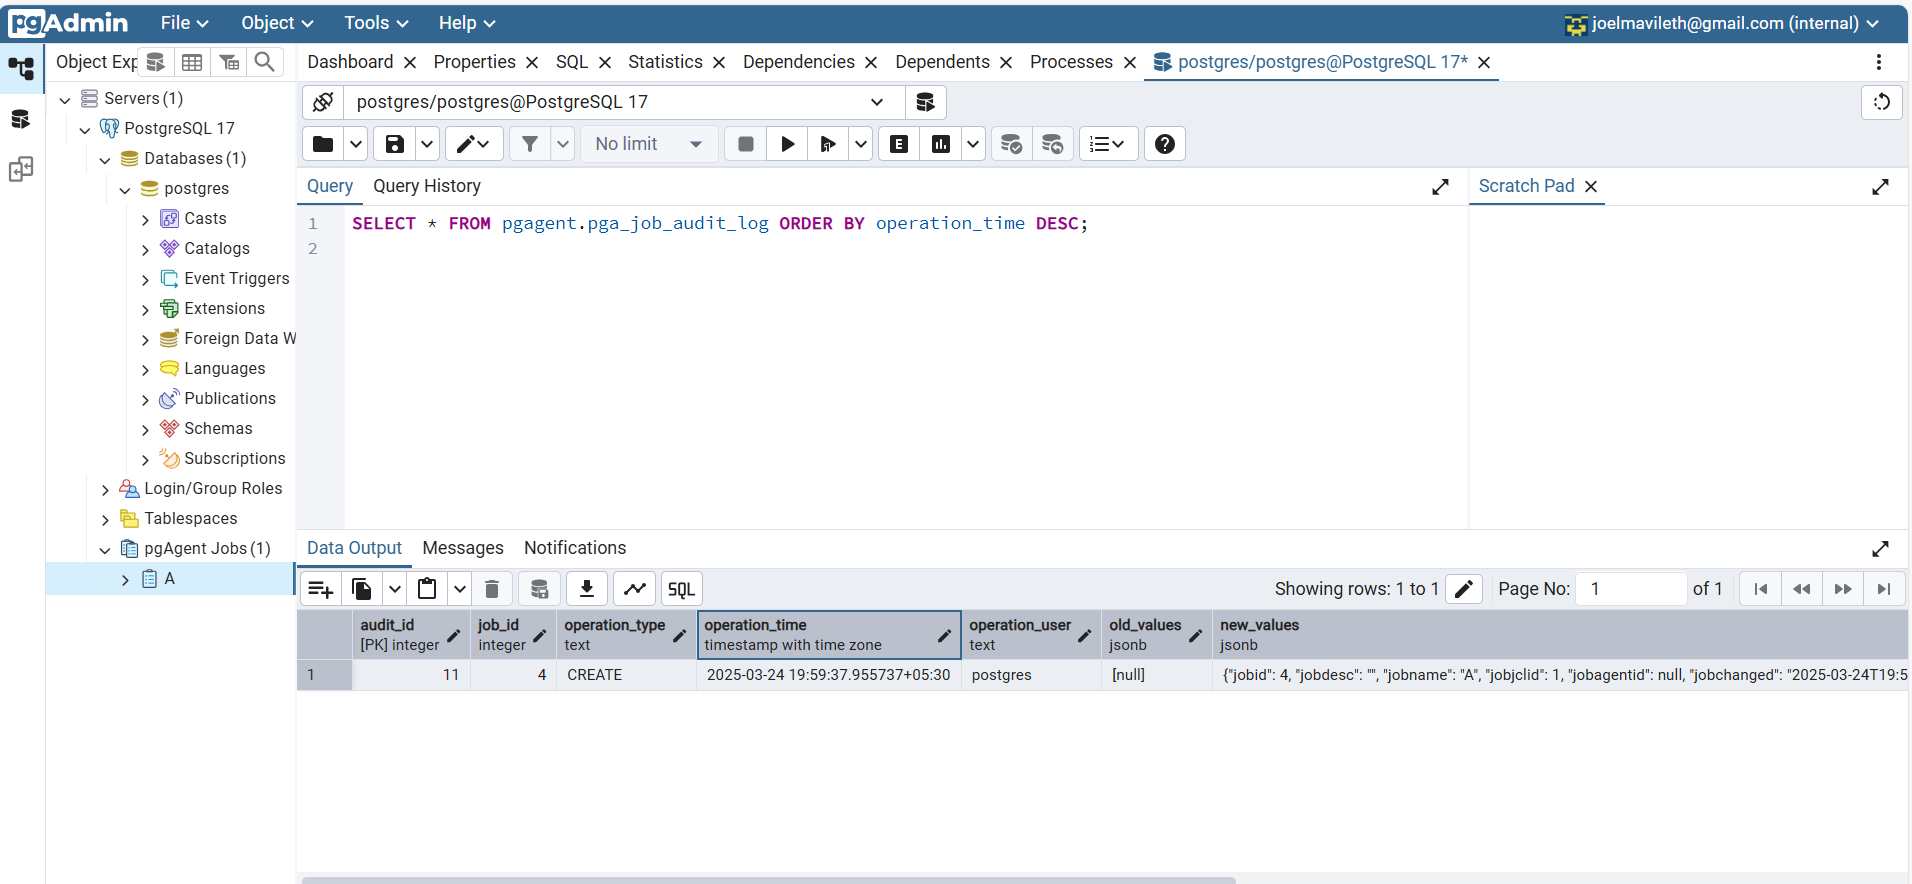 pgAdmin File Object Tools Help joelmavileth@gmail.com (internal)
Object Exp Dashboard Properties SQL Statistics Dependencies Dependents Processes postgres/postgres@PostgreSQL 17*
Servers (1)
PostgreSQL 17
Databases (1)
postgres
Casts
Catalogs
Event Triggers
Extensions
Foreign Data W
Languages
Publications
Schemas
Subscriptions
Login/Group Roles
Tablespaces
pgAgent Jobs (1)
A
postgres/postgres@PostgreSQL 17
No limit E
Query Query History Scratch Pad
1 SELECT * FROM pgagent.pga_job_audit_log ORDER BY operation_time DESC;
2
Data Output Messages Notifications
SQL Showing rows: 1 to 1 Page No: 1 of 1
audit_id job_id operation_type operation_time operation_user old_values new_values
[PK] integer integer text timestamp with time zone text jsonb jsonb
1 11 4 CREATE 2025-03-24 19:59:37.955737+05:30 postgres [null] {"jobid": 4, "jobdesc": "", "jobname": "A", "jobjclid": 1, "jobagentid": null, "jobchanged": "2025-03-24T19:5